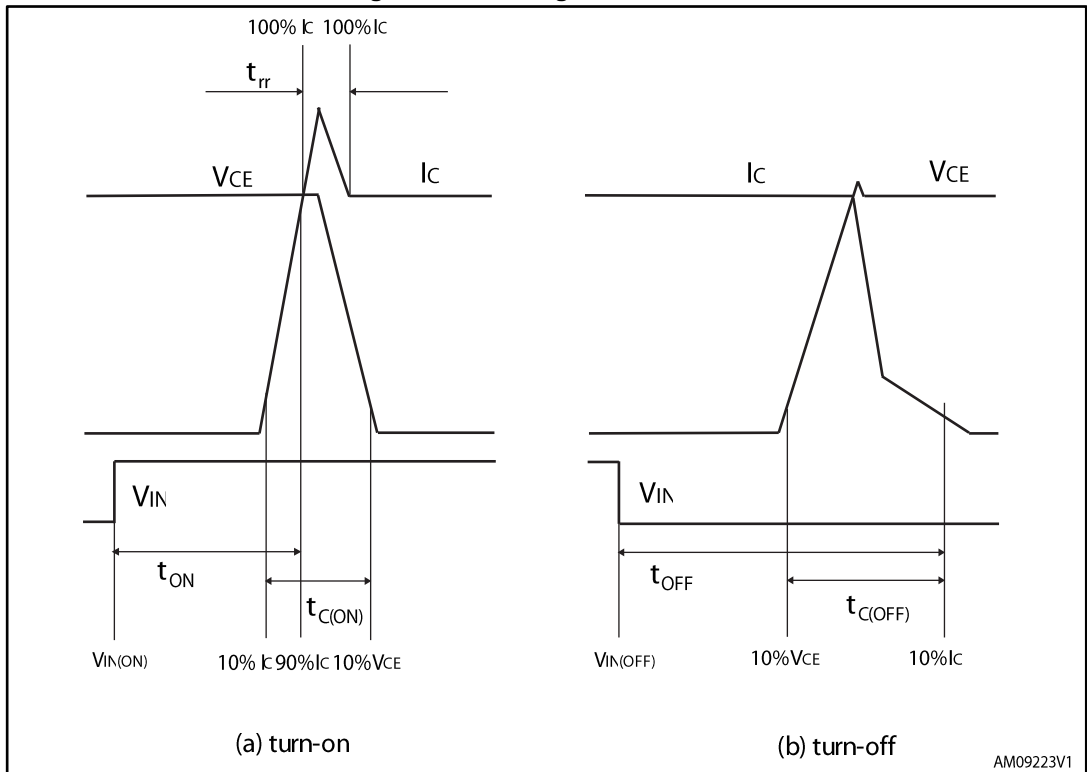 100% IC 100% IC
trr
VCE
IC
IC
VCE
VIN
VIN
tON
tC(ON)
tOFF
tC(OFF)
VIN(ON)
10% IC 90% IC 10% VCE
VIN(OFF)
10% VCE
10% IC
(a) turn-on
(b) turn-off
AM09223V1